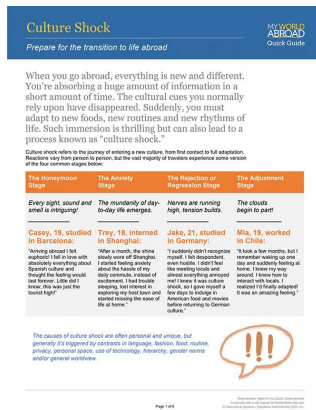 Culture Shock
Prepare for the transition to life abroad
MY WORLD
ABROAD
Quick Guide
When you go abroad, everything is new and different.
You're absorbing a huge amount of information in a
short amount of time. The cultural cues you normally
rely upon have disappeared. Suddenly, you must
adapt to new foods, new routines and new rhythms of
life. Such immersion is thrilling but can also lead to a
process known as "culture shock."
Culture shock refers to the journey of entering a new culture, from first contact to full adaptation.
Reactions vary from person to person, but the vast majority of travelers experience some version
of the four common stages below:
The Honeymoon
Stage
Every sight, sound and
smell is intriguing!
Casey, 19, studied
in Barcelona:
"Arriving abroad I felt
euphoric! I fell in love with
absolutely everything about
Spanish culture and
thought the feeling would
last forever. Little did I
know, this was just the
tourist high!"
The Anxiety
Stage
The mundanity of day-
to-day life emerges.
Trey, 18, interned
in Shanghai:
"After a month, the shine
slowly wore off Shanghai.
I started feeling anxiety
about the hassle of my
daily commute, instead of
excitement. I had trouble
sleeping, lost interest in
exploring my host town and
started missing the ease of
life at home."
The Rejection or
Regression Stage
Nerves are running
high, tension builds.
Jake, 21, studied
in Germany:
"I suddenly didn't recognize
myself. I felt dependent,
even hostile. I didn't feel
like meeting locals and
almost everything annoyed
me! I knew it was culture
shock, so I gave myself a
few days to indulge in
American food and movies
before returning to German
culture."
The Adjustment
Stage
The clouds
begin to part!
Mia, 19, worked
in Chile:
"It took a few months, but I
remember waking up one
day and suddenly feeling at
home. I knew my way
around. I knew how to
interact with locals. I
realized I'd finally adapted!
It was an amazing feeling."
The causes of culture shock are often personal and unique, but
generally it's triggered by contrasts in language, fashion, food, routine,
privacy, personal space, use of technology, hierarchy, gender norms
and/or general worldview.
!!!
Page 1 of 6